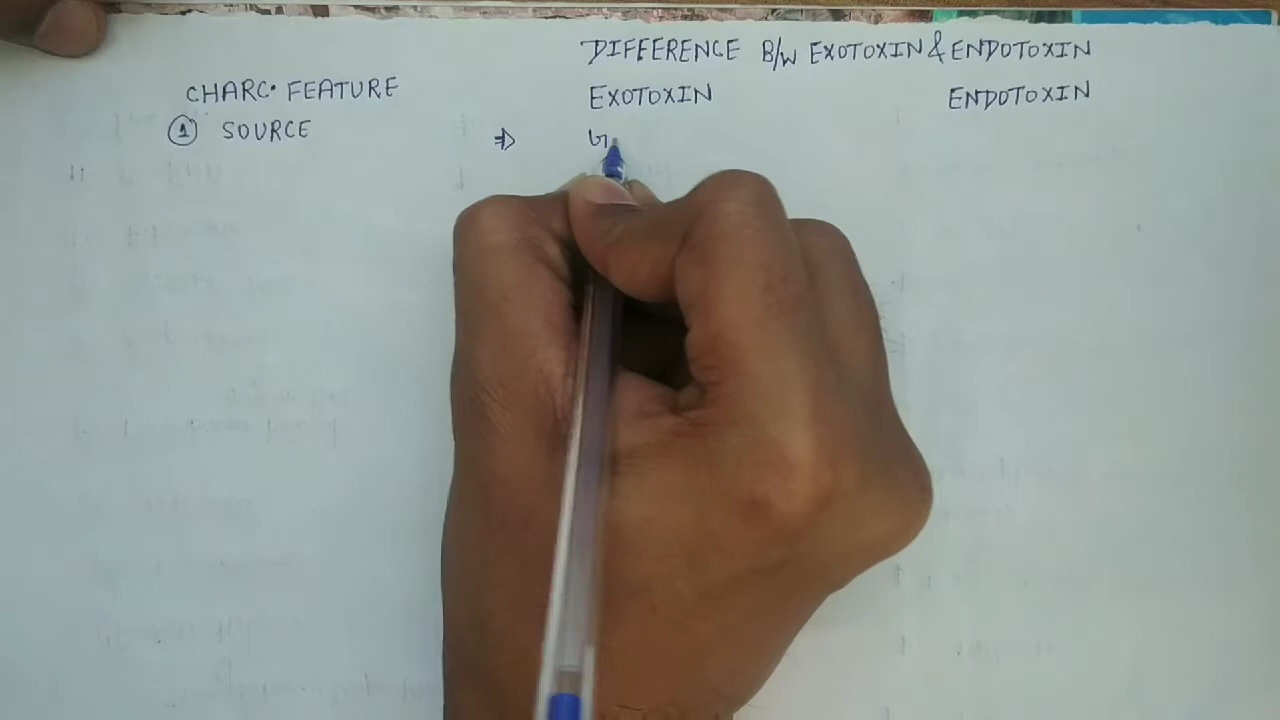 DIFFERENCE B/W EXOTOXIN & ENDOTOXIN
CHARC. FEATURE EXOTOXIN ENDOTOXIN
① SOURCE ⇒ G